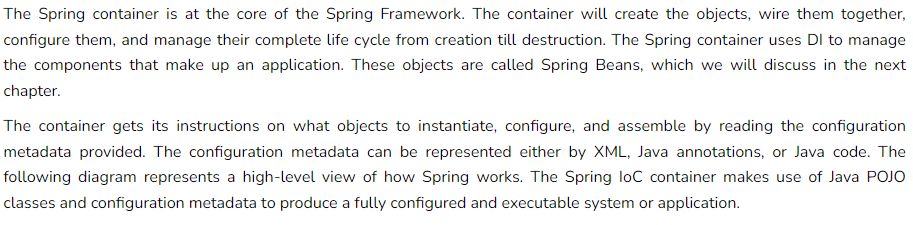 The Spring container is at the core of the Spring Framework. The container will create the objects, wire them together,
configure them, and manage their complete life cycle from creation till destruction. The Spring container uses DI to manage
the components that make up an application. These objects are called Spring Beans, which we will discuss in the next
chapter.
The container gets its instructions on what objects to instantiate, configure, and assemble by reading the configuration
metadata provided. The configuration metadata can be represented either by XML, Java annotations, or Java code. The
following diagram represents a high-level view of how Spring works. The Spring IoC container makes use of Java POJO
classes and configuration metadata to produce a fully configured and executable system or application.